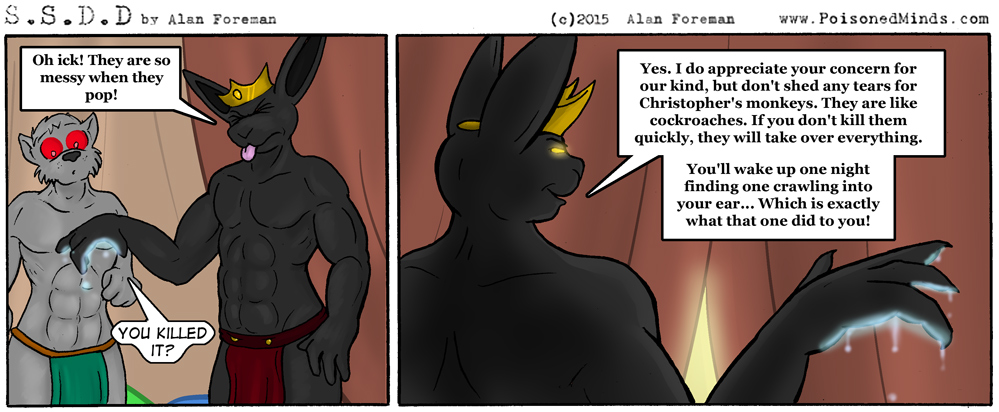 S.S.D.D by Alan Foreman
(c)2015 Alan Foreman
www.PoisonedMinds.com
Oh ick! They are so
messy when they
pop!
YOU KILLED
IT?
Yes. I do appreciate your concern for
our kind, but don't shed any tears for
Christopher's monkeys. They are like
cockroaches. If you don't kill them
quickly, they will take over everything.
You'll wake up one night
finding one crawling into
your ear... Which is exactly
what that one did to you!